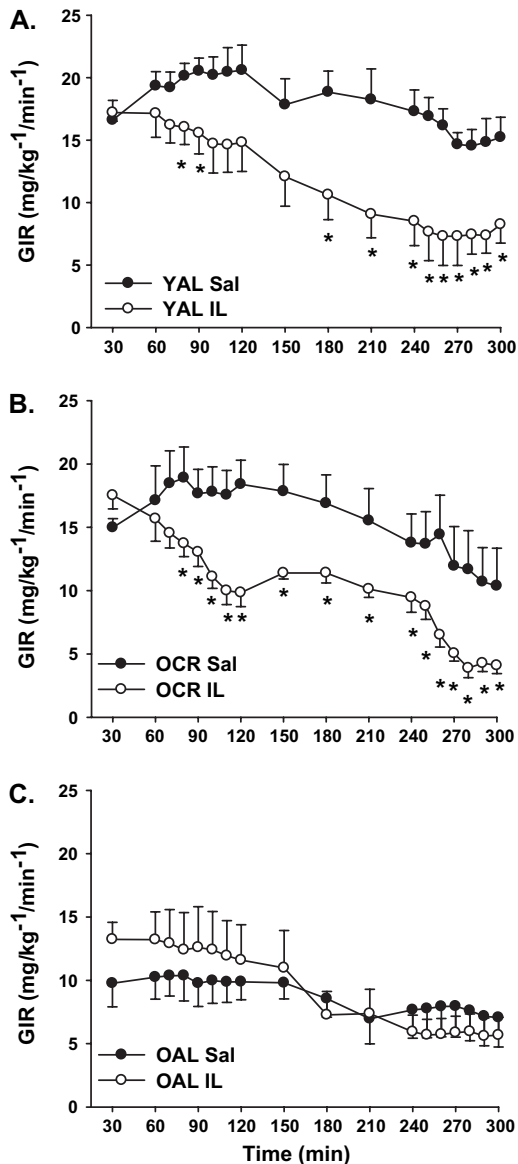 A.
GIR (mg/kg⁻¹/min⁻¹)
25
20
15
10
5
0
* * * * * * * * * * *
YAL Sal
YAL IL
30 60 90 120 150 180 210 240 270 300
B.
GIR (mg/kg⁻¹/min⁻¹)
25
20
15
10
5
0
* * * * * * * * * * * * * * *
OCR Sal
OCR IL
30 60 90 120 150 180 210 240 270 300
C.
GIR (mg/kg⁻¹/min⁻¹)
25
20
15
10
5
0
OAL Sal
OAL IL
30 60 90 120 150 180 210 240 270 300
Time (min)